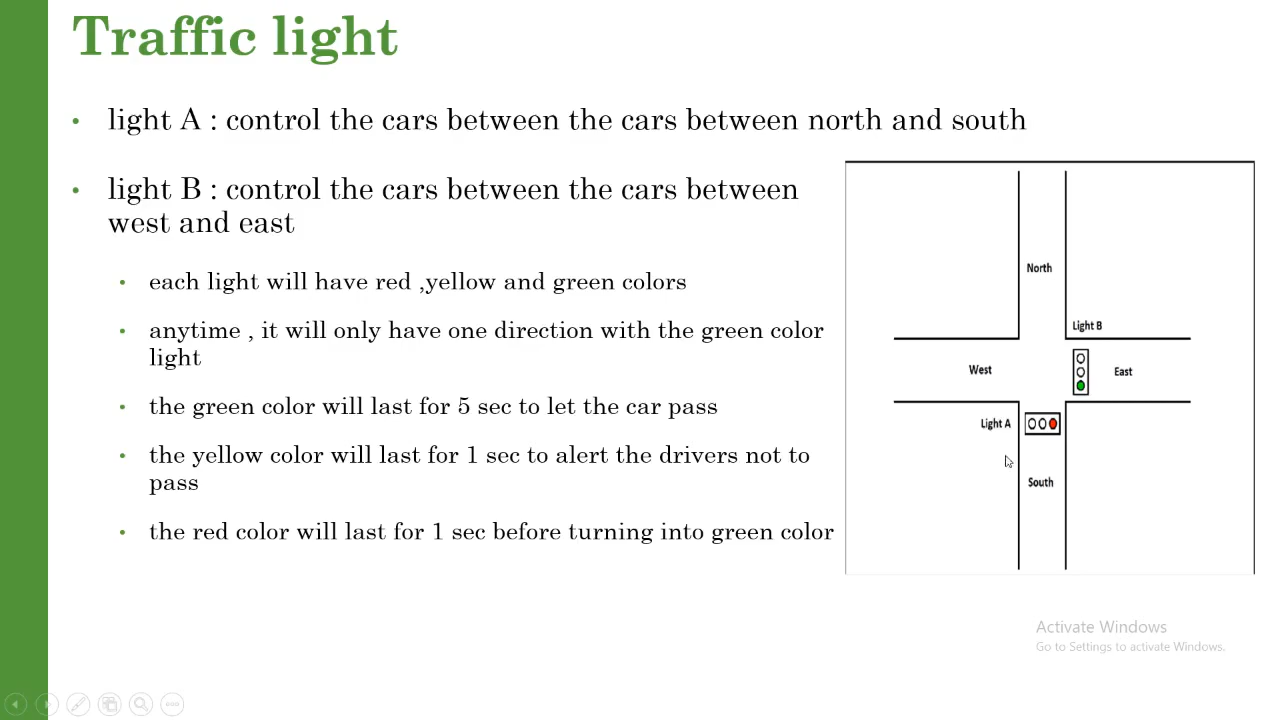 Traffic light
• light A : control the cars between the cars between north and south
• light B : control the cars between the cars between
west and east
• each light will have red ,yellow and green colors
• anytime , it will only have one direction with the green color
light
• the green color will last for 5 sec to let the car pass
• the yellow color will last for 1 sec to alert the drivers not to
pass
• the red color will last for 1 sec before turning into green color
North
Light B
West
East
Light A
South
Activate Windows
Go to Settings to activate Windows.